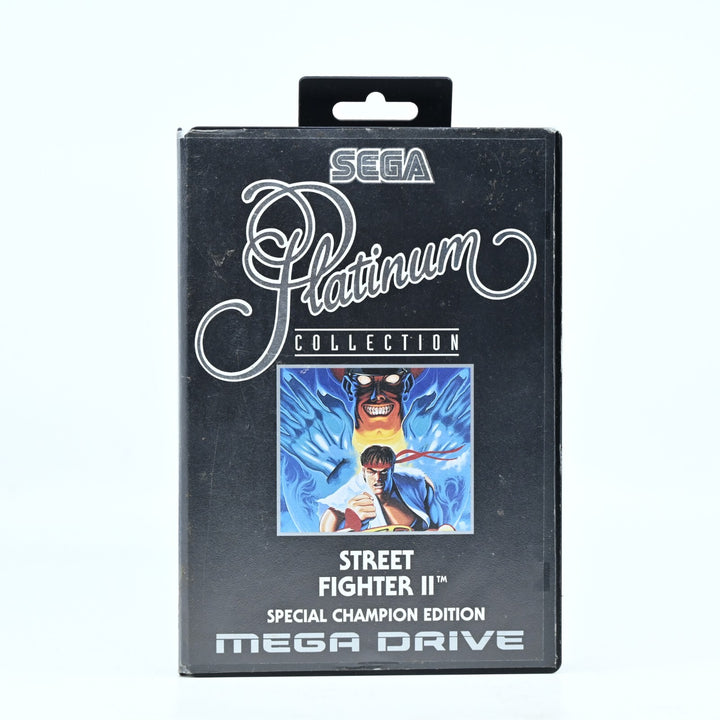 SEGA
Platinum
COLLECTION
STREET
FIGHTER II™
SPECIAL CHAMPION EDITION
MEGA DRIVE